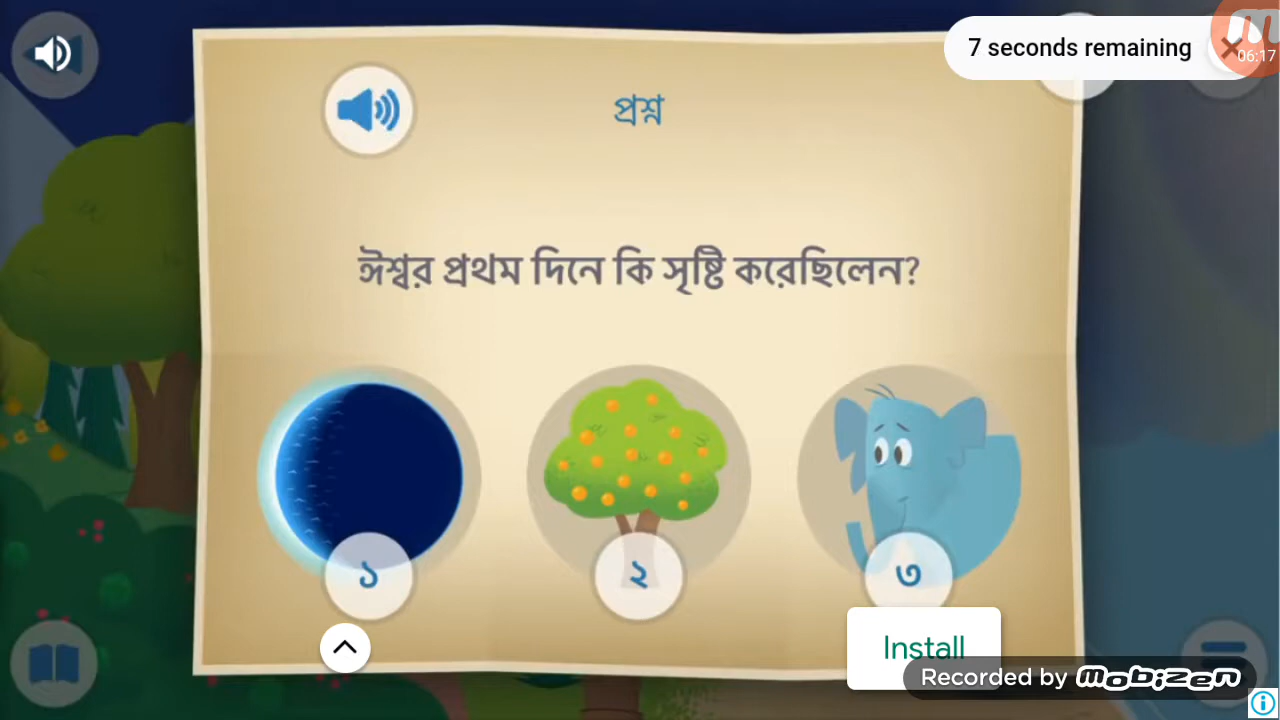 7 seconds remaining
06:17
প্রশ্ন
ঈশ্বর প্রথম দিনে কি সৃষ্টি করেছিলেন?
১
২
৩
Install
Recorded by mobizen